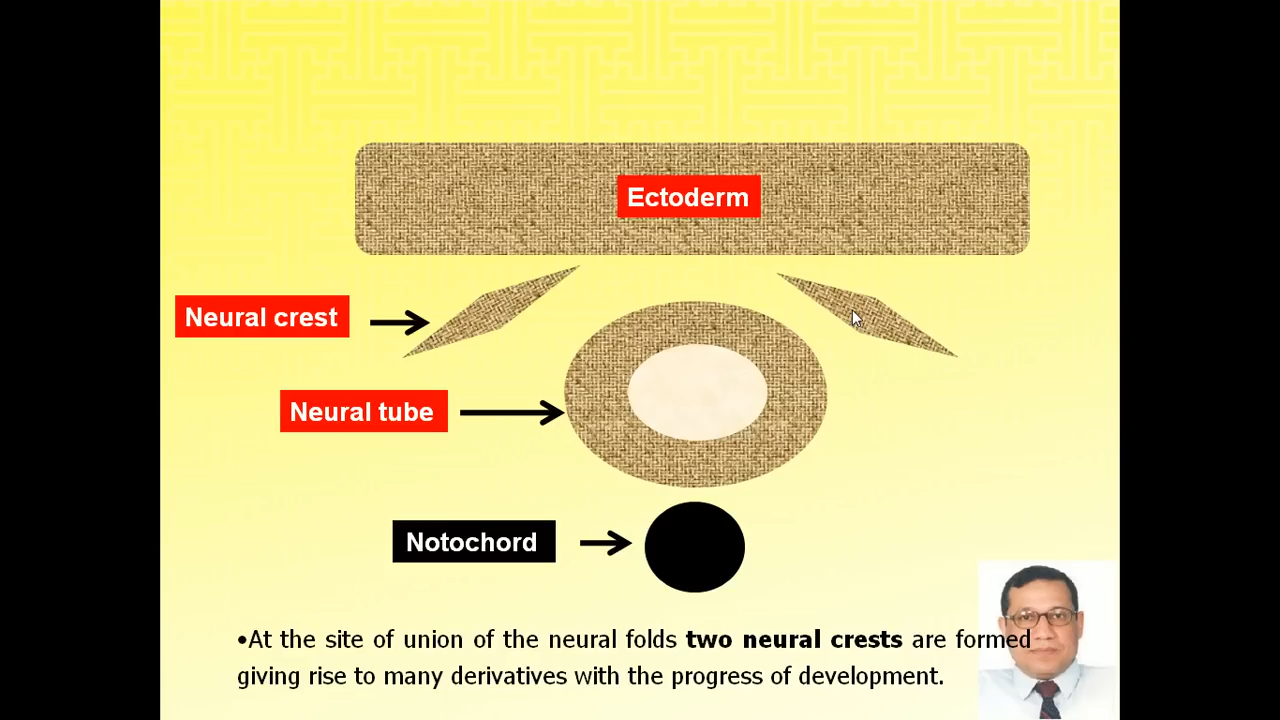 Ectoderm
Neural crest
Neural tube
Notochord
•At the site of union of the neural folds two neural crests are formed
giving rise to many derivatives with the progress of development.